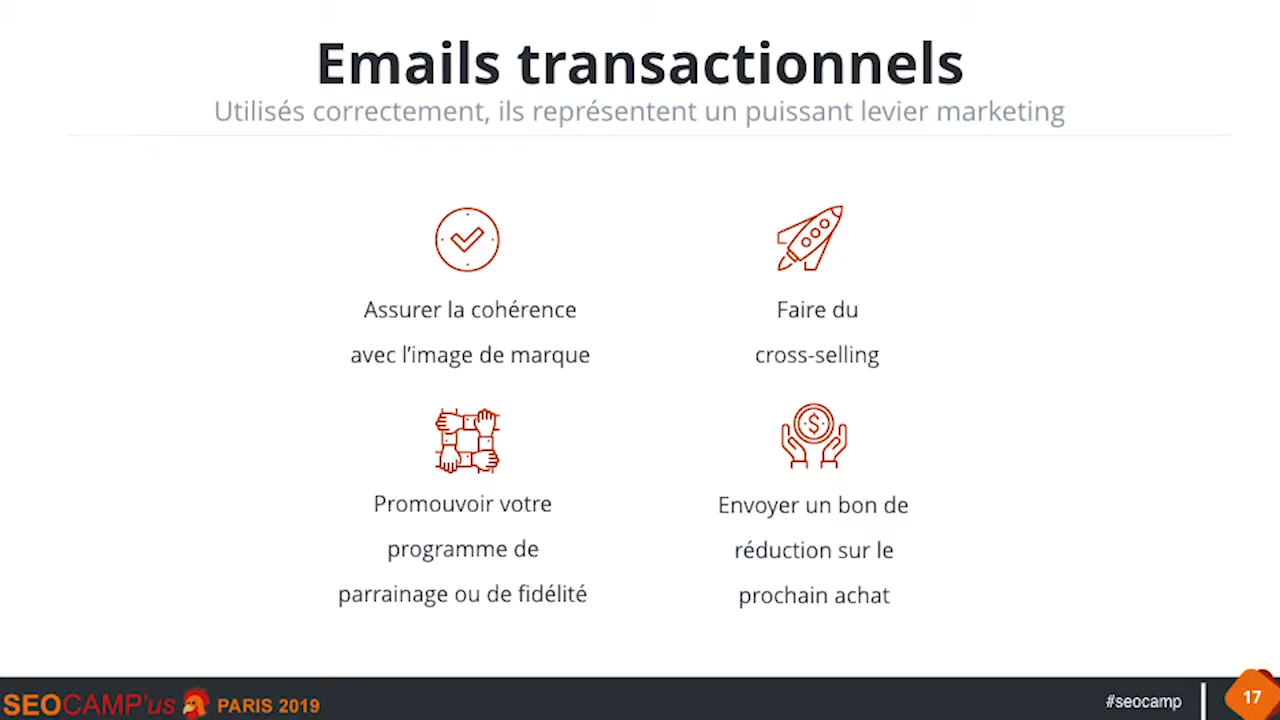 Emails transactionnels
Utilisés correctement, ils représentent un puissant levier marketing
Assurer la cohérence
avec l’image de marque
Faire du
cross-selling
Promouvoir votre
programme de
parrainage ou de fidélité
Envoyer un bon de
réduction sur le
prochain achat
SEOCAMP'us PARIS 2019
#seocamp
17